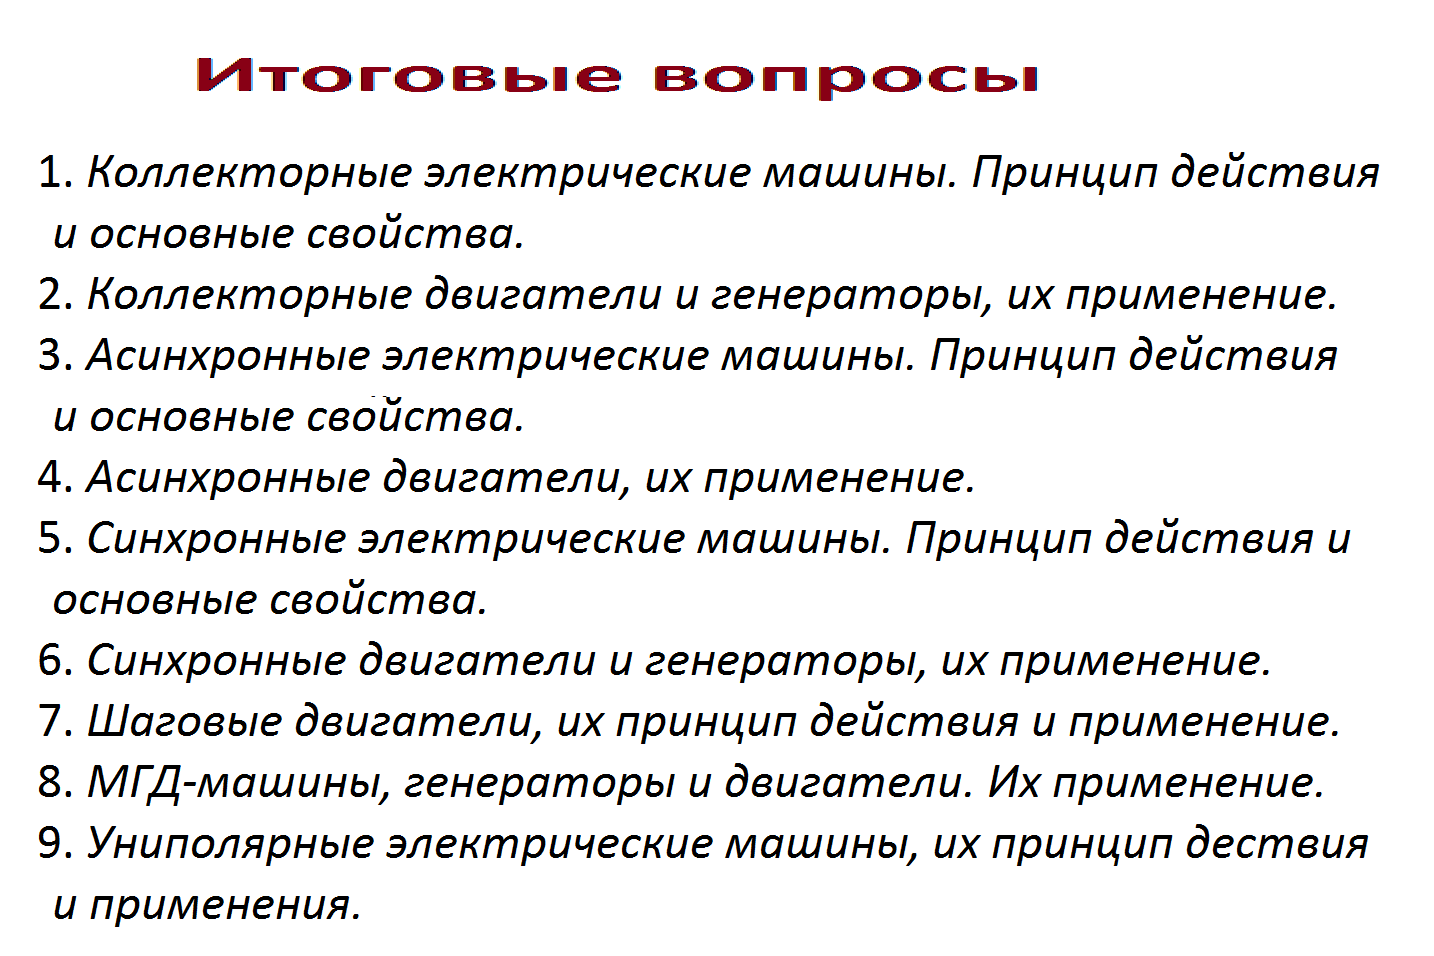 Итоговые вопросы
1. Коллекторные электрические машины. Принцип действия
и основные свойства.
2. Коллекторные двигатели и генераторы, их применение.
3. Асинхронные электрические машины. Принцип действия
и основные свойства.
4. Асинхронные двигатели, их применение.
5. Синхронные электрические машины. Принцип действия и
основные свойства.
6. Синхронные двигатели и генераторы, их применение.
7. Шаговые двигатели, их принцип действия и применение.
8. МГД-машины, генераторы и двигатели. Их применение.
9. Униполярные электрические машины, их принцип дествия
и применения.